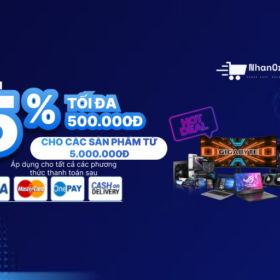 5%
TỐI ĐA
500.000Đ
CHO CÁC SẢN PHẨM TỪ
5.000.000Đ
Áp dụng cho tất cả các phương
thức thanh toán sau
A
MasterCard
OnePAY
CASH on
DELIVERY
NhanOz
HOT
DEAL
GIGABYTE